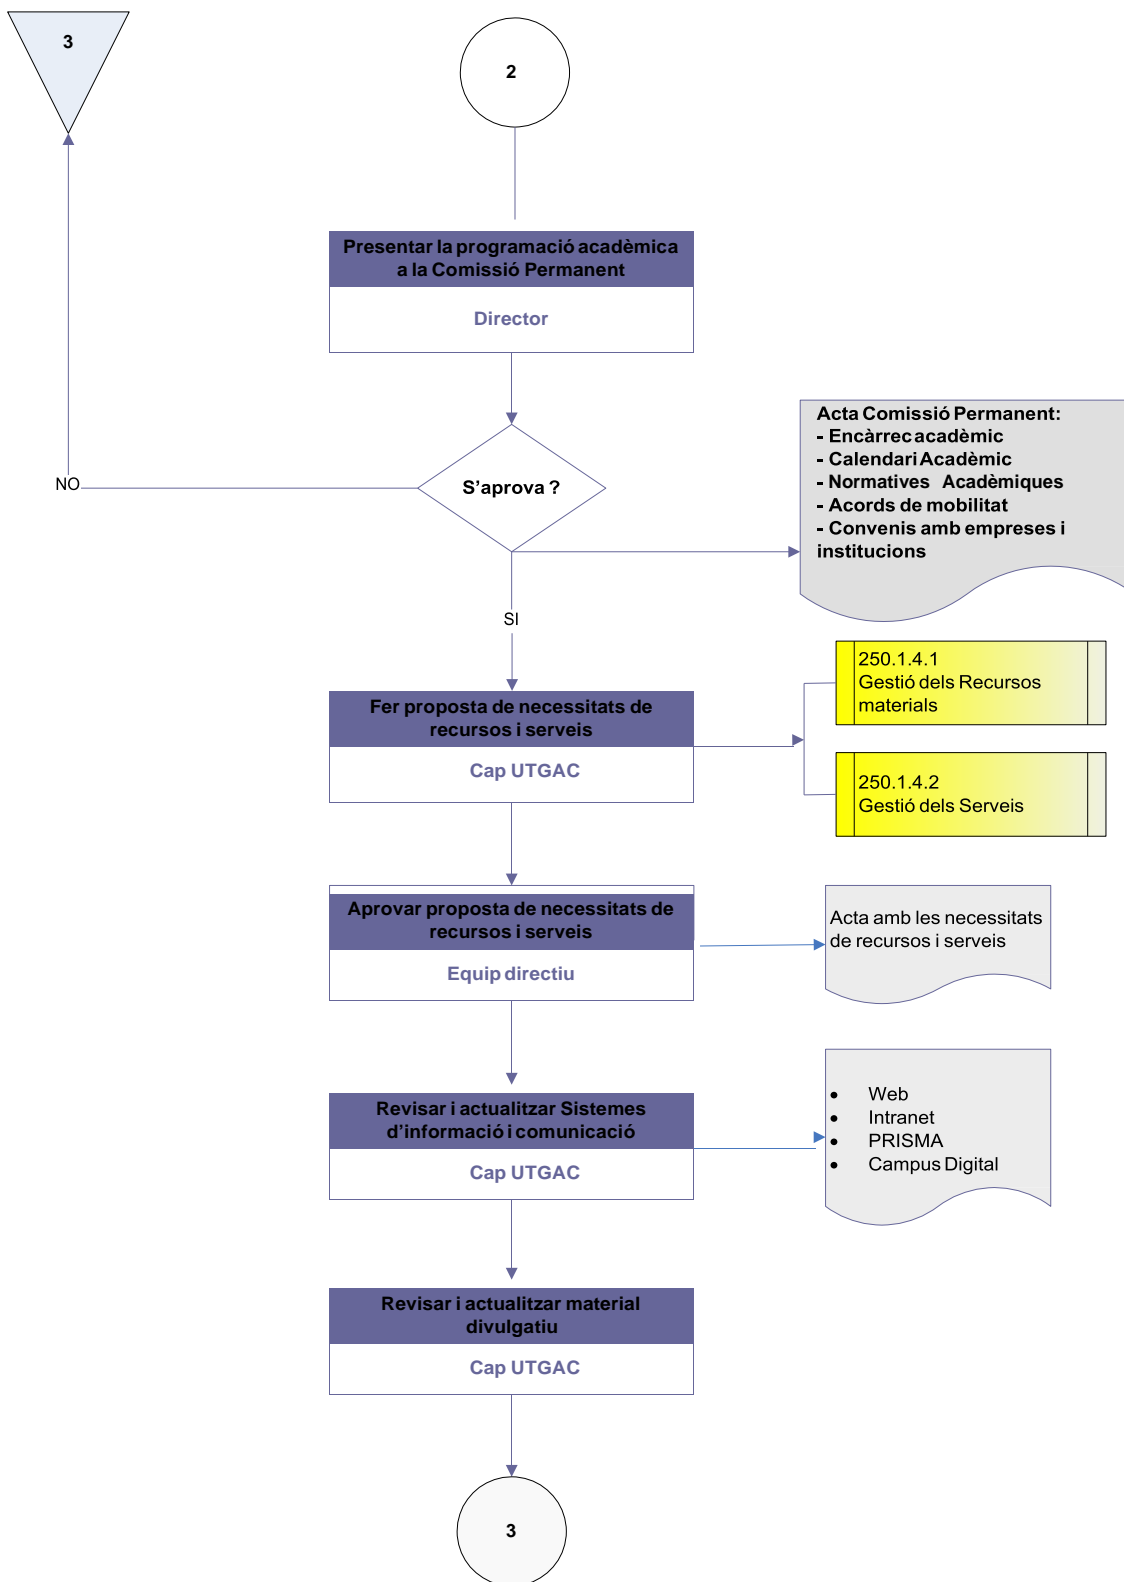 3
2
Presentar la programació acadèmica
a la Comissió Permanent
Director
S'aprova ?
NO
Acta Comissió Permanent:
- Encàrrec acadèmic
- Calendari Acadèmic
- Normatives Acadèmiques
- Acords de mobilitat
- Convenis amb empreses i
institucions
SI
Fer proposta de necessitats de
recursos i serveis
Cap UTGAC
250.1.4.1
Gestió dels Recursos
materials
250.1.4.2
Gestió dels Serveis
Aprovar proposta de necessitats de
recursos i serveis
Equip directiu
Acta amb les necessitats
de recursos i serveis
Revisar i actualitzar Sistemes
d'informació i comunicació
Cap UTGAC
• Web
• Intranet
• PRISMA
• Campus Digital
Revisar i actualitzar material
divulgatiu
Cap UTGAC
3